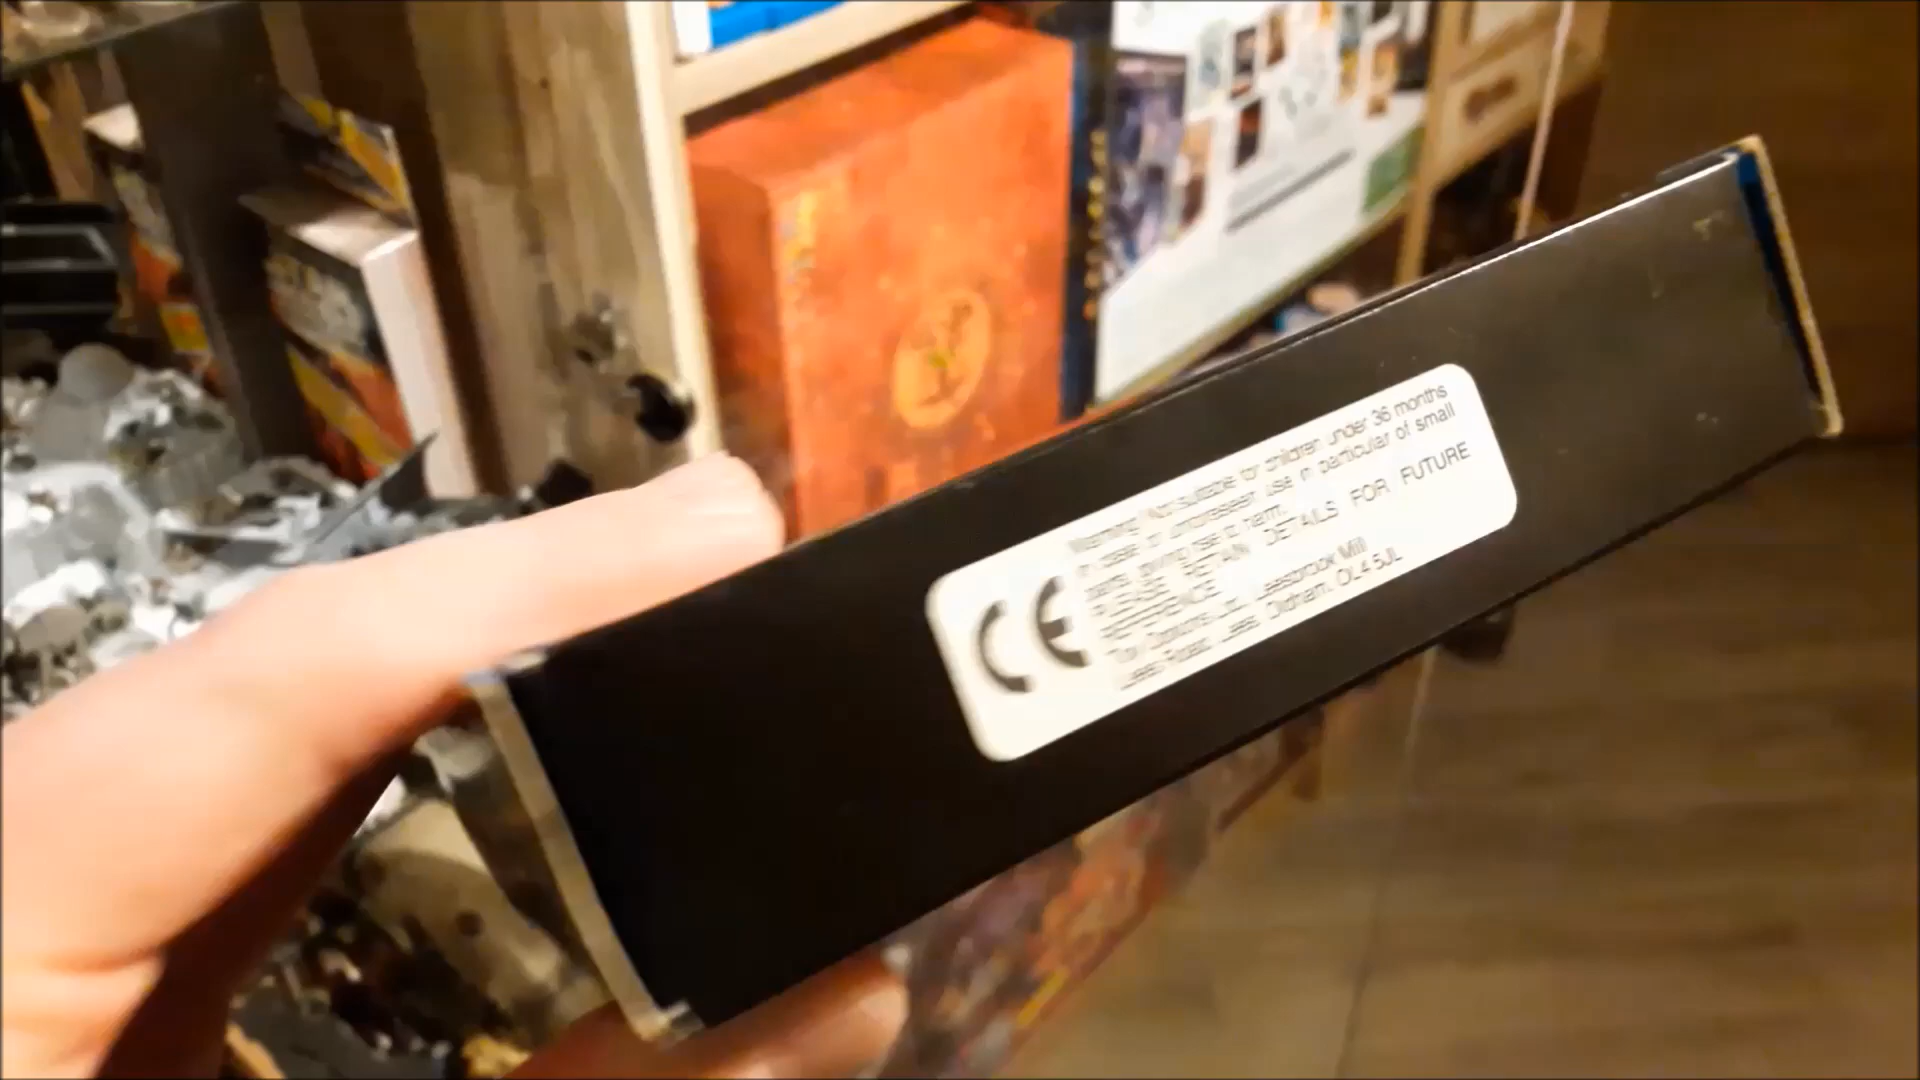 CE
Warning! Not suitable for children under 36 months
in case of unforeseen use in particular of small
parts giving rise to harm.
PLEASE RETAIN DETAILS FOR FUTURE
REFERENCE
Toy Leesbrook Mill
Lees Road, Lees, Oldham. OL4 5JL